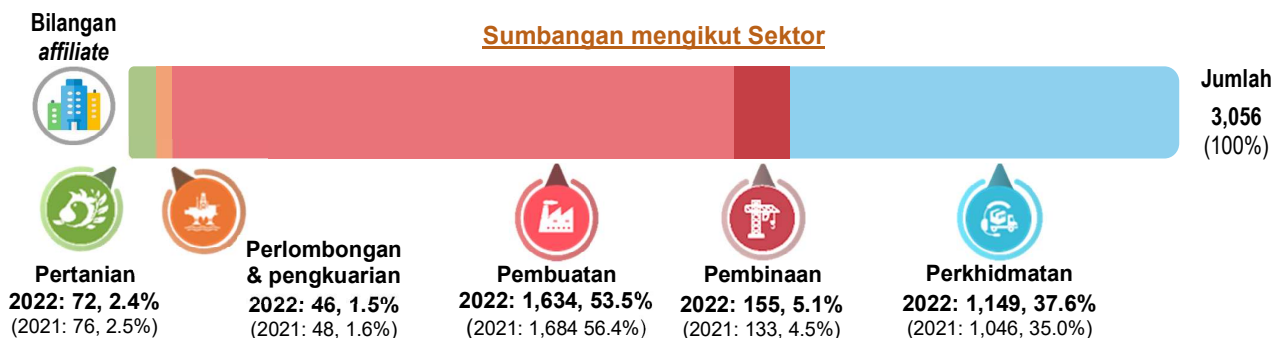 Bilangan
affiliate
Sumbangan mengikut Sektor
Jumlah
3,056
(100%)
Pertanian
2022: 72, 2.4%
(2021: 76, 2.5%)
Perlombongan
& pengkuarian
2022: 46, 1.5%
(2021: 48, 1.6%)
Pembuatan
2022: 1,634, 53.5%
(2021: 1,684 56.4%)
Pembinaan
2022: 155, 5.1%
(2021: 133, 4.5%)
Perkhidmatan
2022: 1,149, 37.6%
(2021: 1,046, 35.0%)